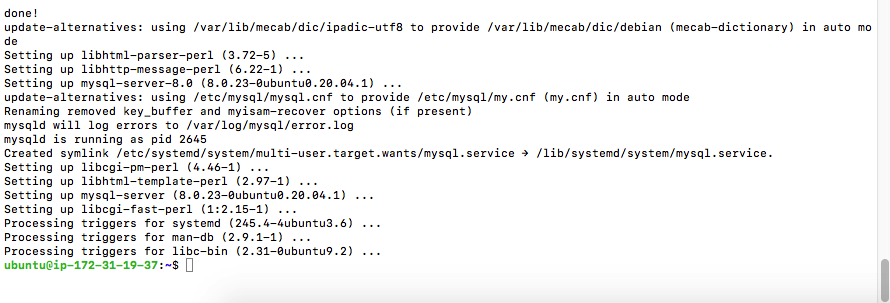 done!
update-alternatives: using /var/lib/mecab/dic/ipadic-utf8 to provide /var/lib/mecab/dic/debian (mecab-dictionary) in auto mo
de
Setting up libhtml-parser-perl (3.72-5) ...
Setting up libhttp-message-perl (6.22-1) ...
Setting up mysql-server-8.0 (8.0.23-0ubuntu0.20.04.1) ...
update-alternatives: using /etc/mysql/mysql.cnf to provide /etc/mysql/my.cnf (my.cnf) in auto mode
Renaming removed key_buffer and myisam-recover options (if present)
mysqld will log errors to /var/log/mysql/error.log
mysqld is running as pid 2645
Created symlink /etc/systemd/system/multi-user.target.wants/mysql.service → /lib/systemd/system/mysql.service.
Setting up libcgi-pm-perl (4.46-1) ...
Setting up libhtml-template-perl (2.97-1) ...
Setting up mysql-server (8.0.23-0ubuntu0.20.04.1) ...
Setting up libcgi-fast-perl (1:2.15-1) ...
Processing triggers for systemd (245.4-4ubuntu3.6) ...
Processing triggers for man-db (2.9.1-1) ...
Processing triggers for libc-bin (2.31-0ubuntu9.2) ...
ubuntu@ip-172-31-19-37:~$